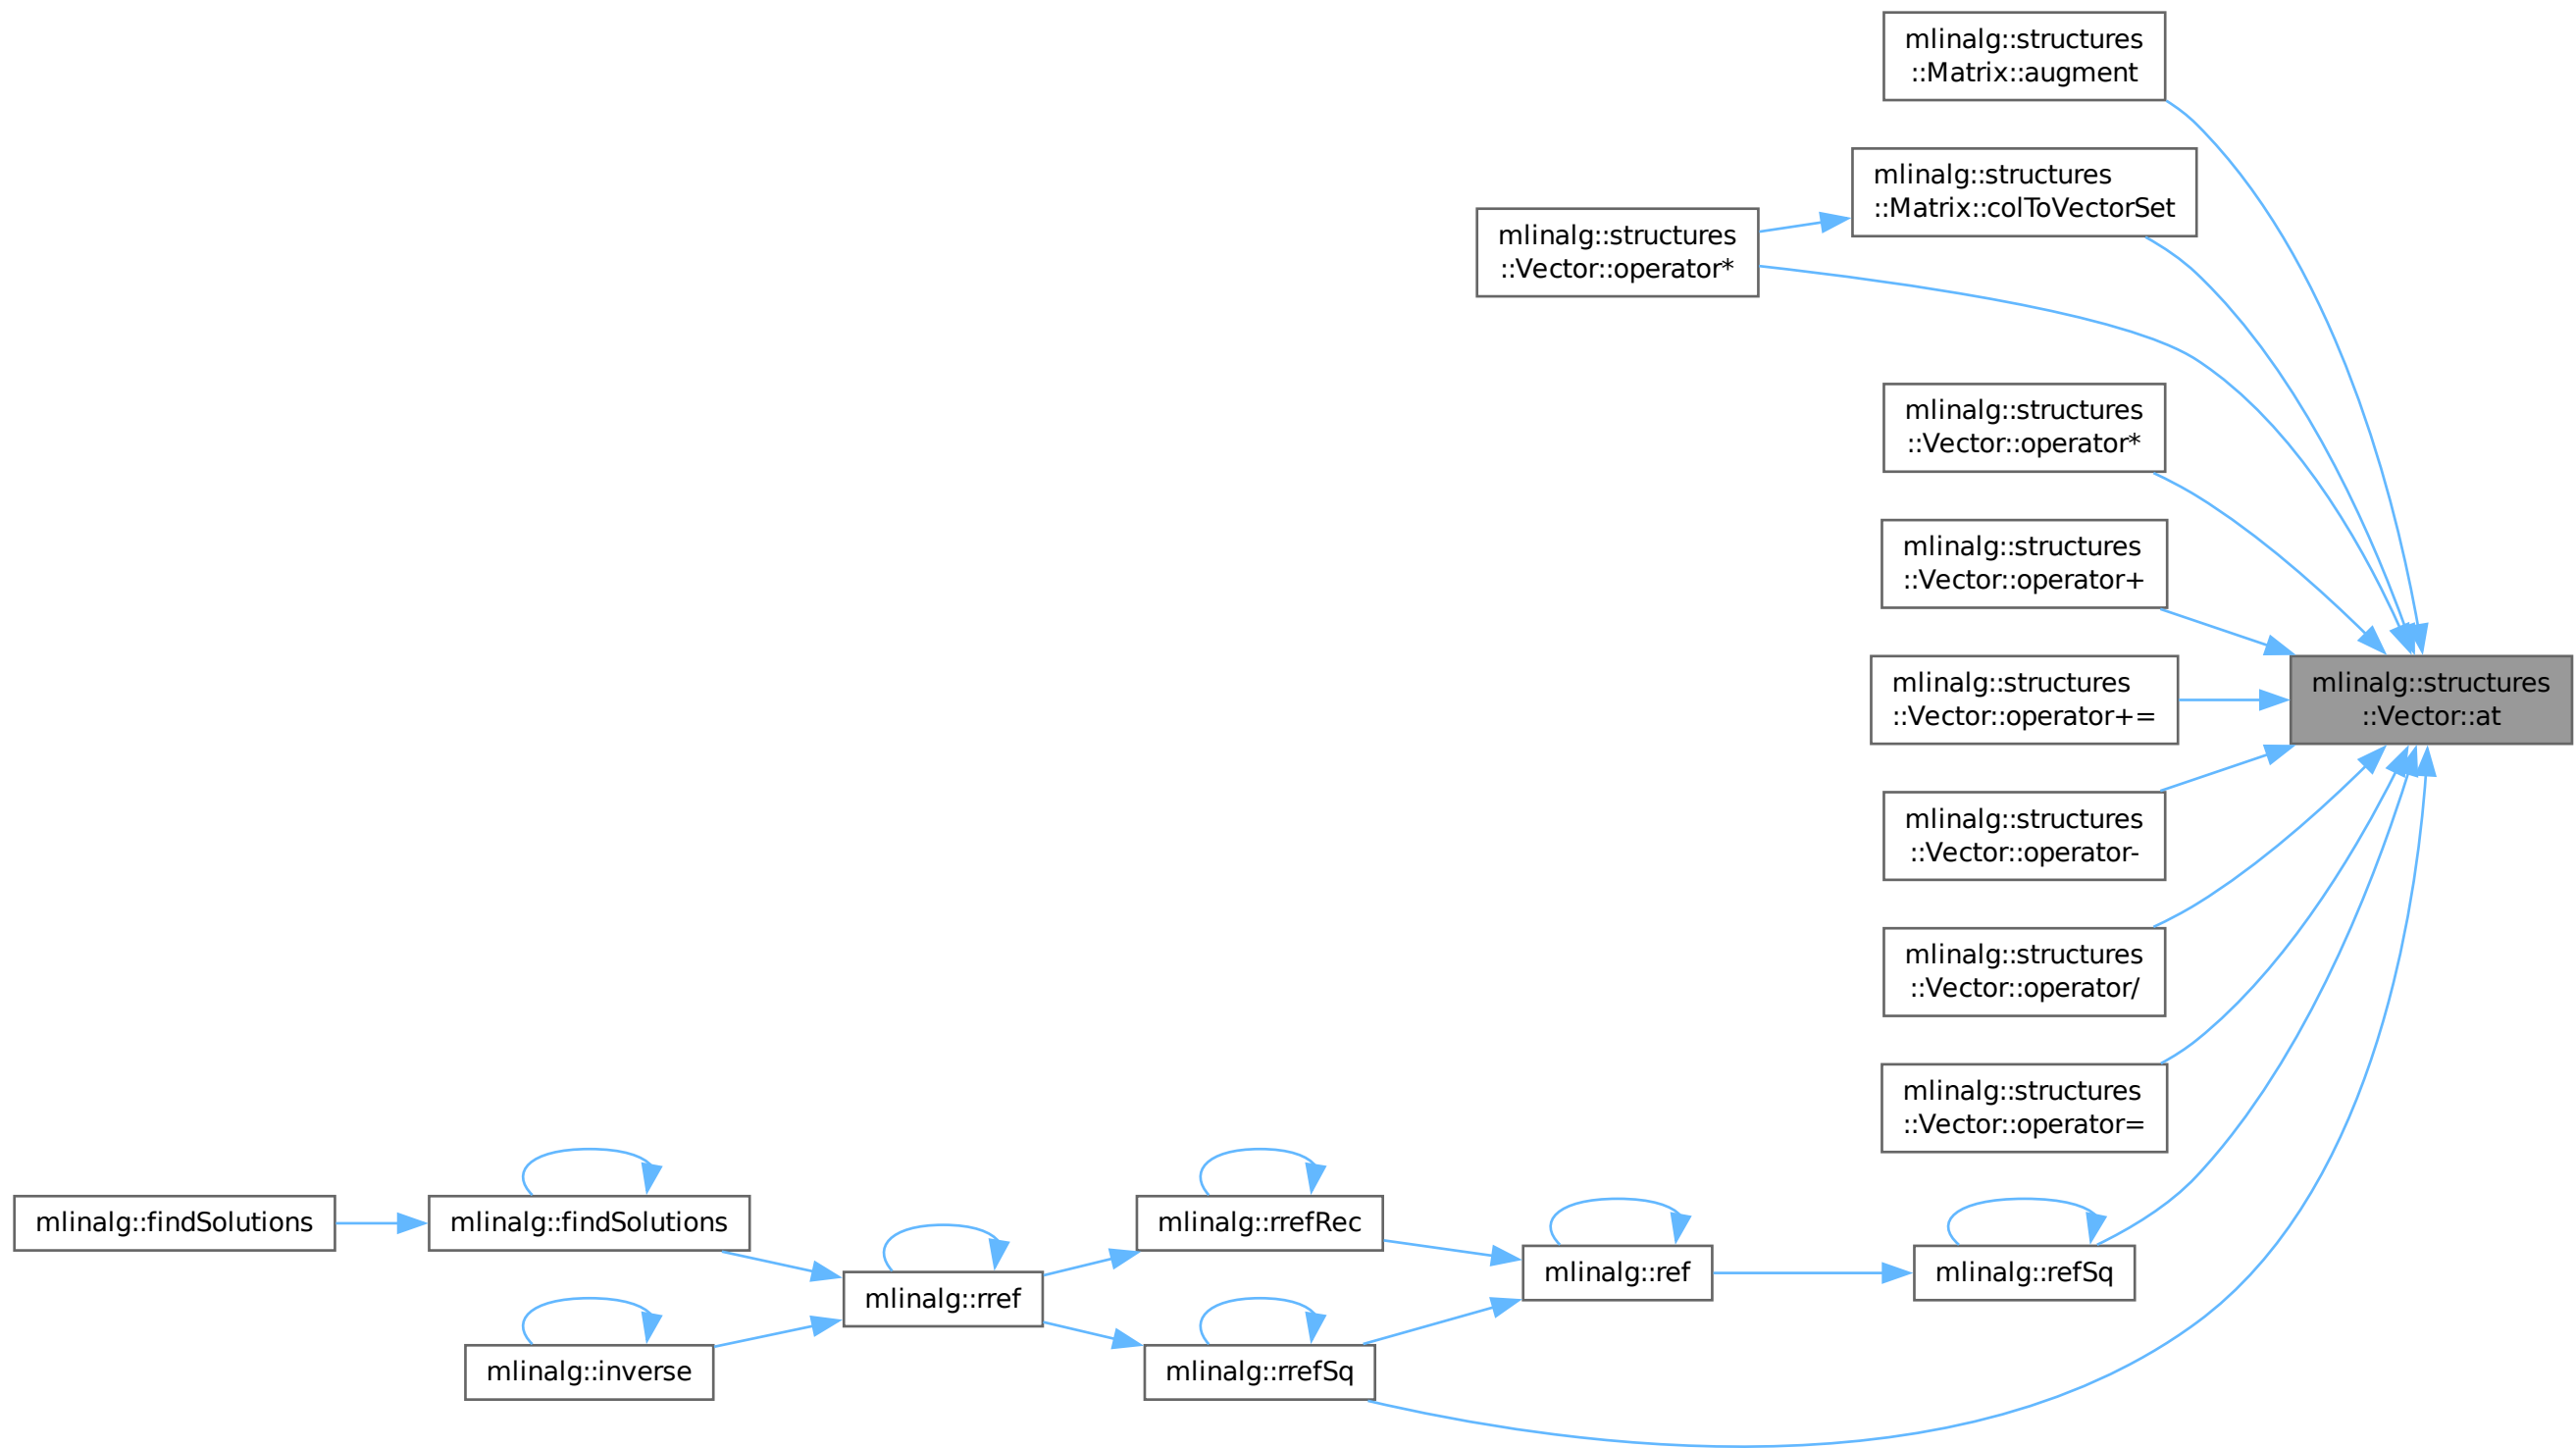 mlinalg::structures
::Matrix::augment
mlinalg::structures
::Matrix::colToVectorSet
mlinalg::structures
::Vector::operator*
mlinalg::structures
::Vector::operator*
mlinalg::structures
::Vector::operator+
mlinalg::structures
::Vector::operator+=
mlinalg::structures
::Vector::at
mlinalg::structures
::Vector::operator-
mlinalg::structures
::Vector::operator/
mlinalg::structures
::Vector::operator=
mlinalg::findSolutions
mlinalg::findSolutions
mlinalg::rrefRec
mlinalg::rref
mlinalg::ref
mlinalg::refSq
mlinalg::inverse
mlinalg::rrefSq